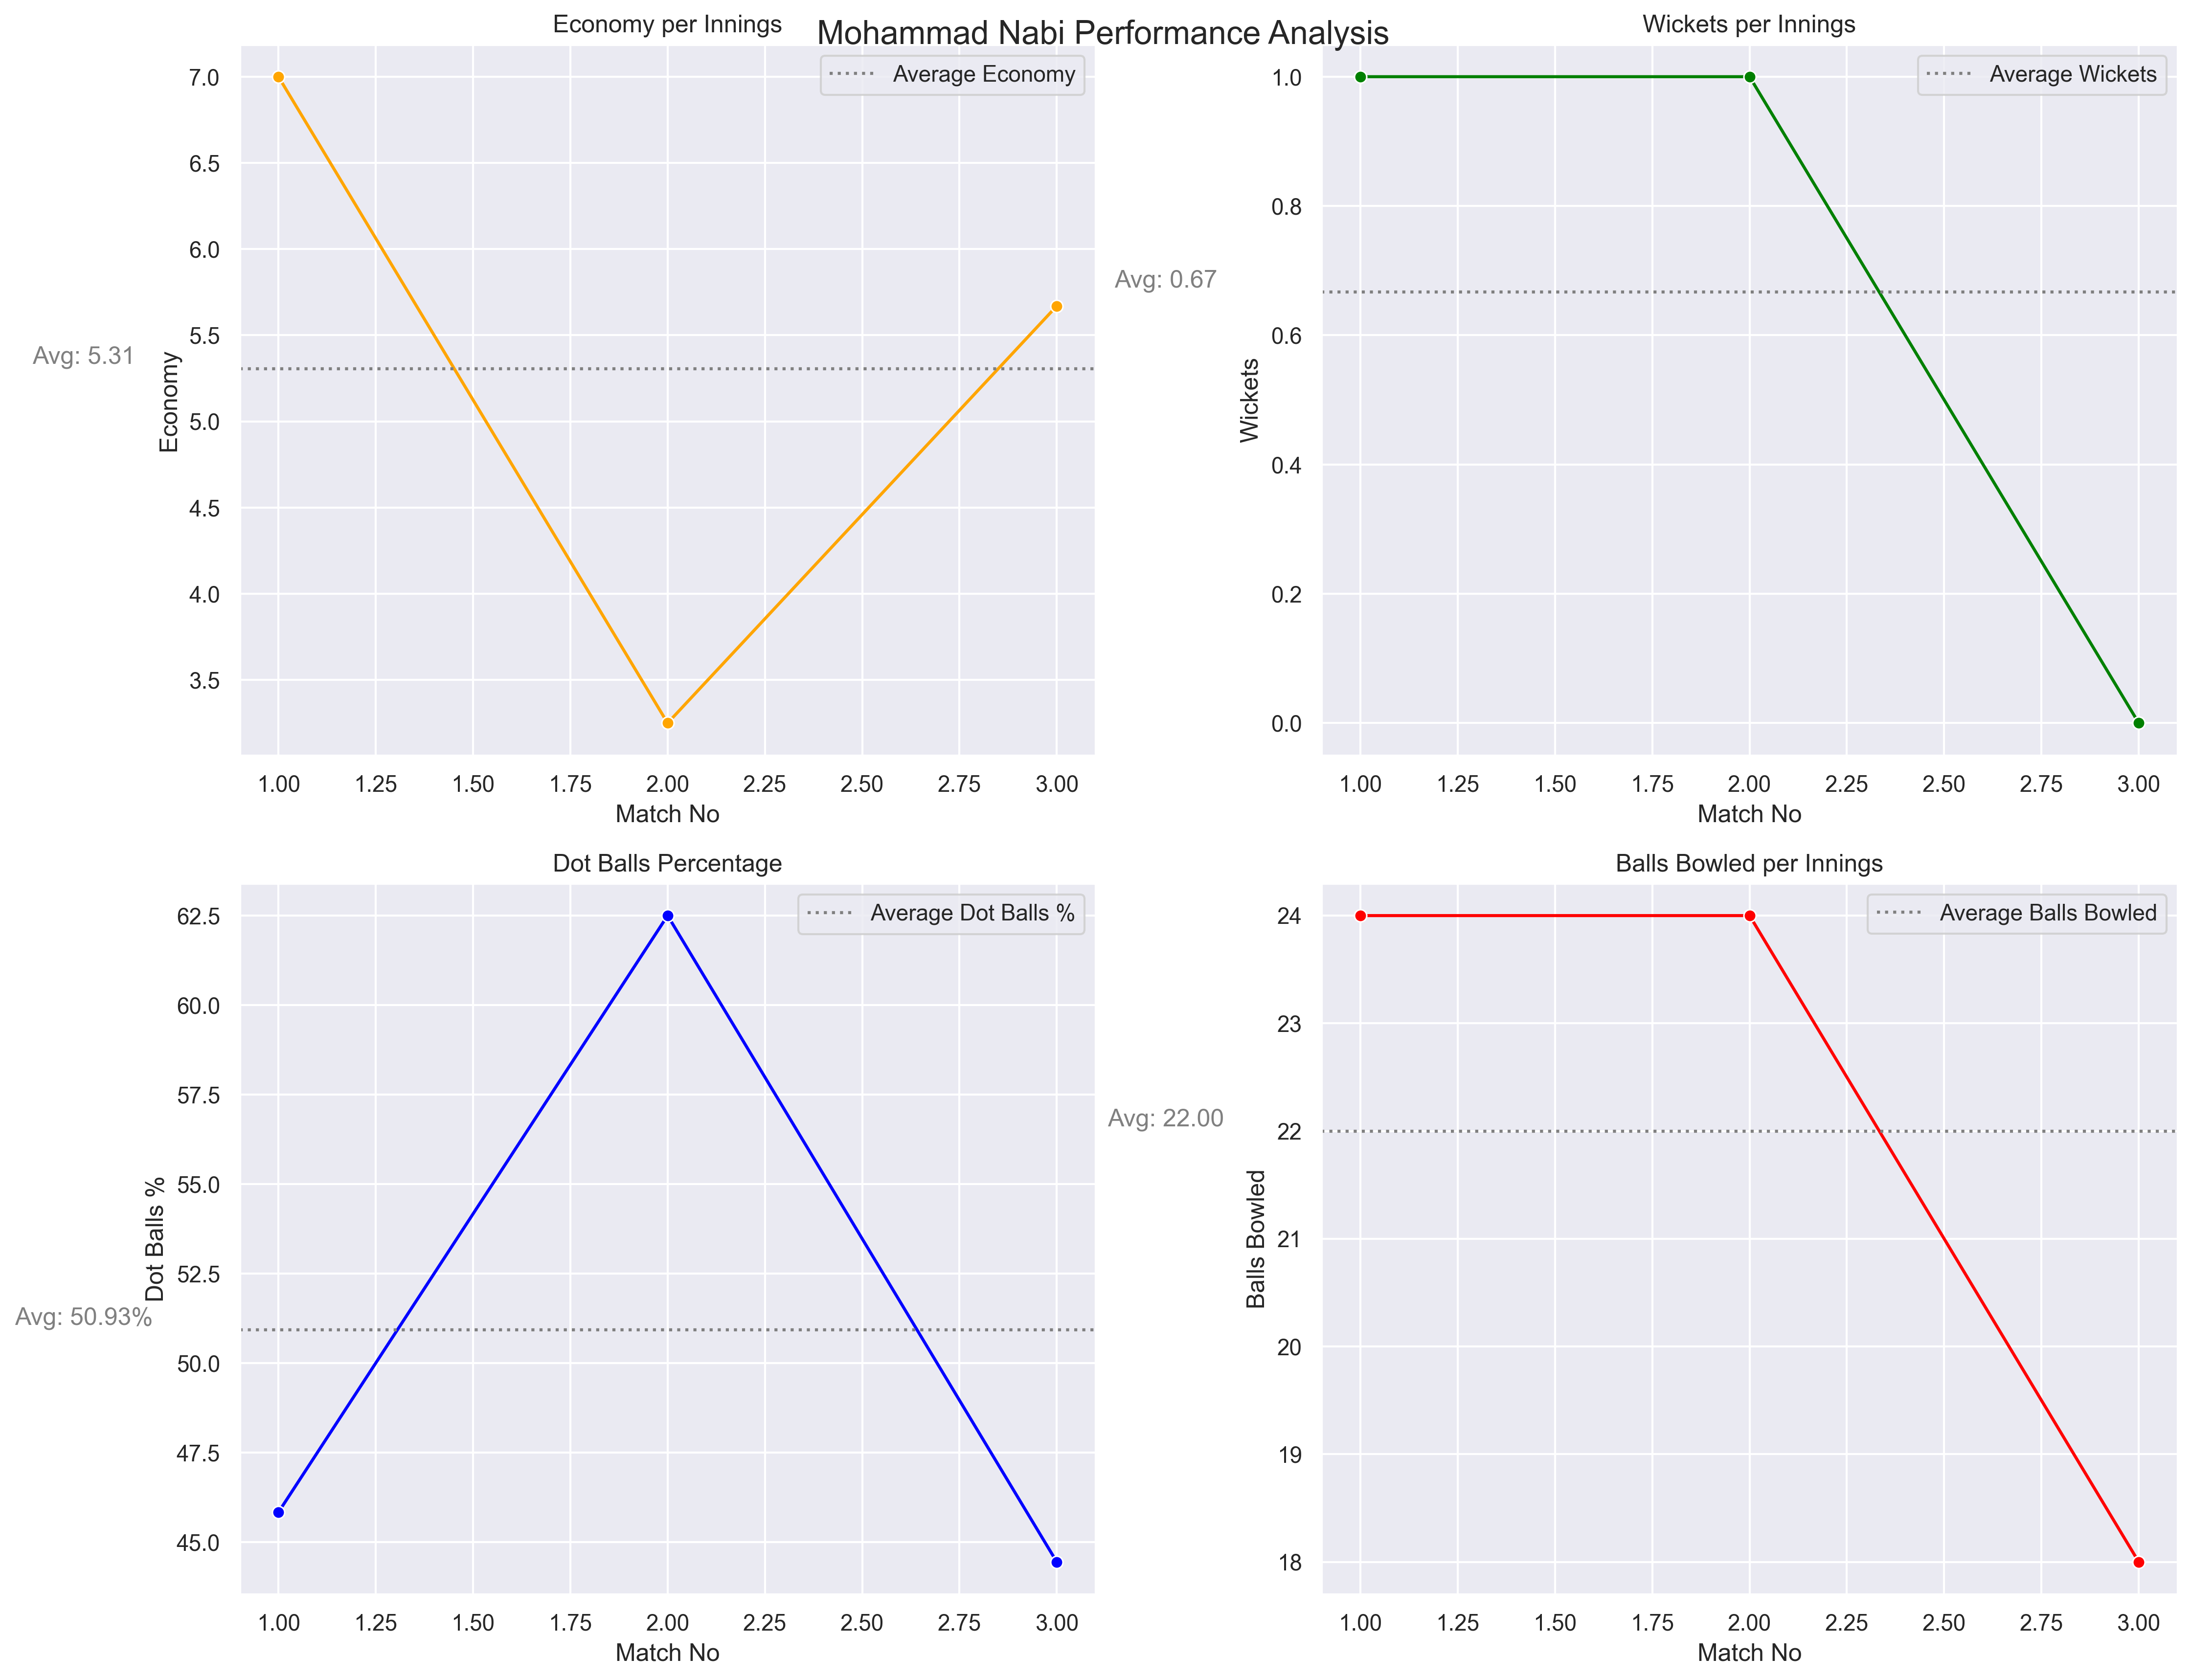 Mohammad Nabi Performance Analysis
Economy per Innings
Average Economy
7.0
6.5
6.0
5.5
5.0
4.5
4.0
3.5
Economy
Avg: 5.31
1.00 1.25 1.50 1.75 2.00 2.25 2.50 2.75 3.00
Match No
Wickets per Innings
Average Wickets
1.0
0.8
0.6
0.4
0.2
0.0
Wickets
Avg: 0.67
1.00 1.25 1.50 1.75 2.00 2.25 2.50 2.75 3.00
Match No
Dot Balls Percentage
Average Dot Balls %
62.5
60.0
57.5
55.0
52.5
50.0
47.5
45.0
Dot Balls %
Avg: 50.93%
1.00 1.25 1.50 1.75 2.00 2.25 2.50 2.75 3.00
Match No
Balls Bowled per Innings
Average Balls Bowled
24
23
22
21
20
19
18
Balls Bowled
Avg: 22.00
1.00 1.25 1.50 1.75 2.00 2.25 2.50 2.75 3.00
Match No